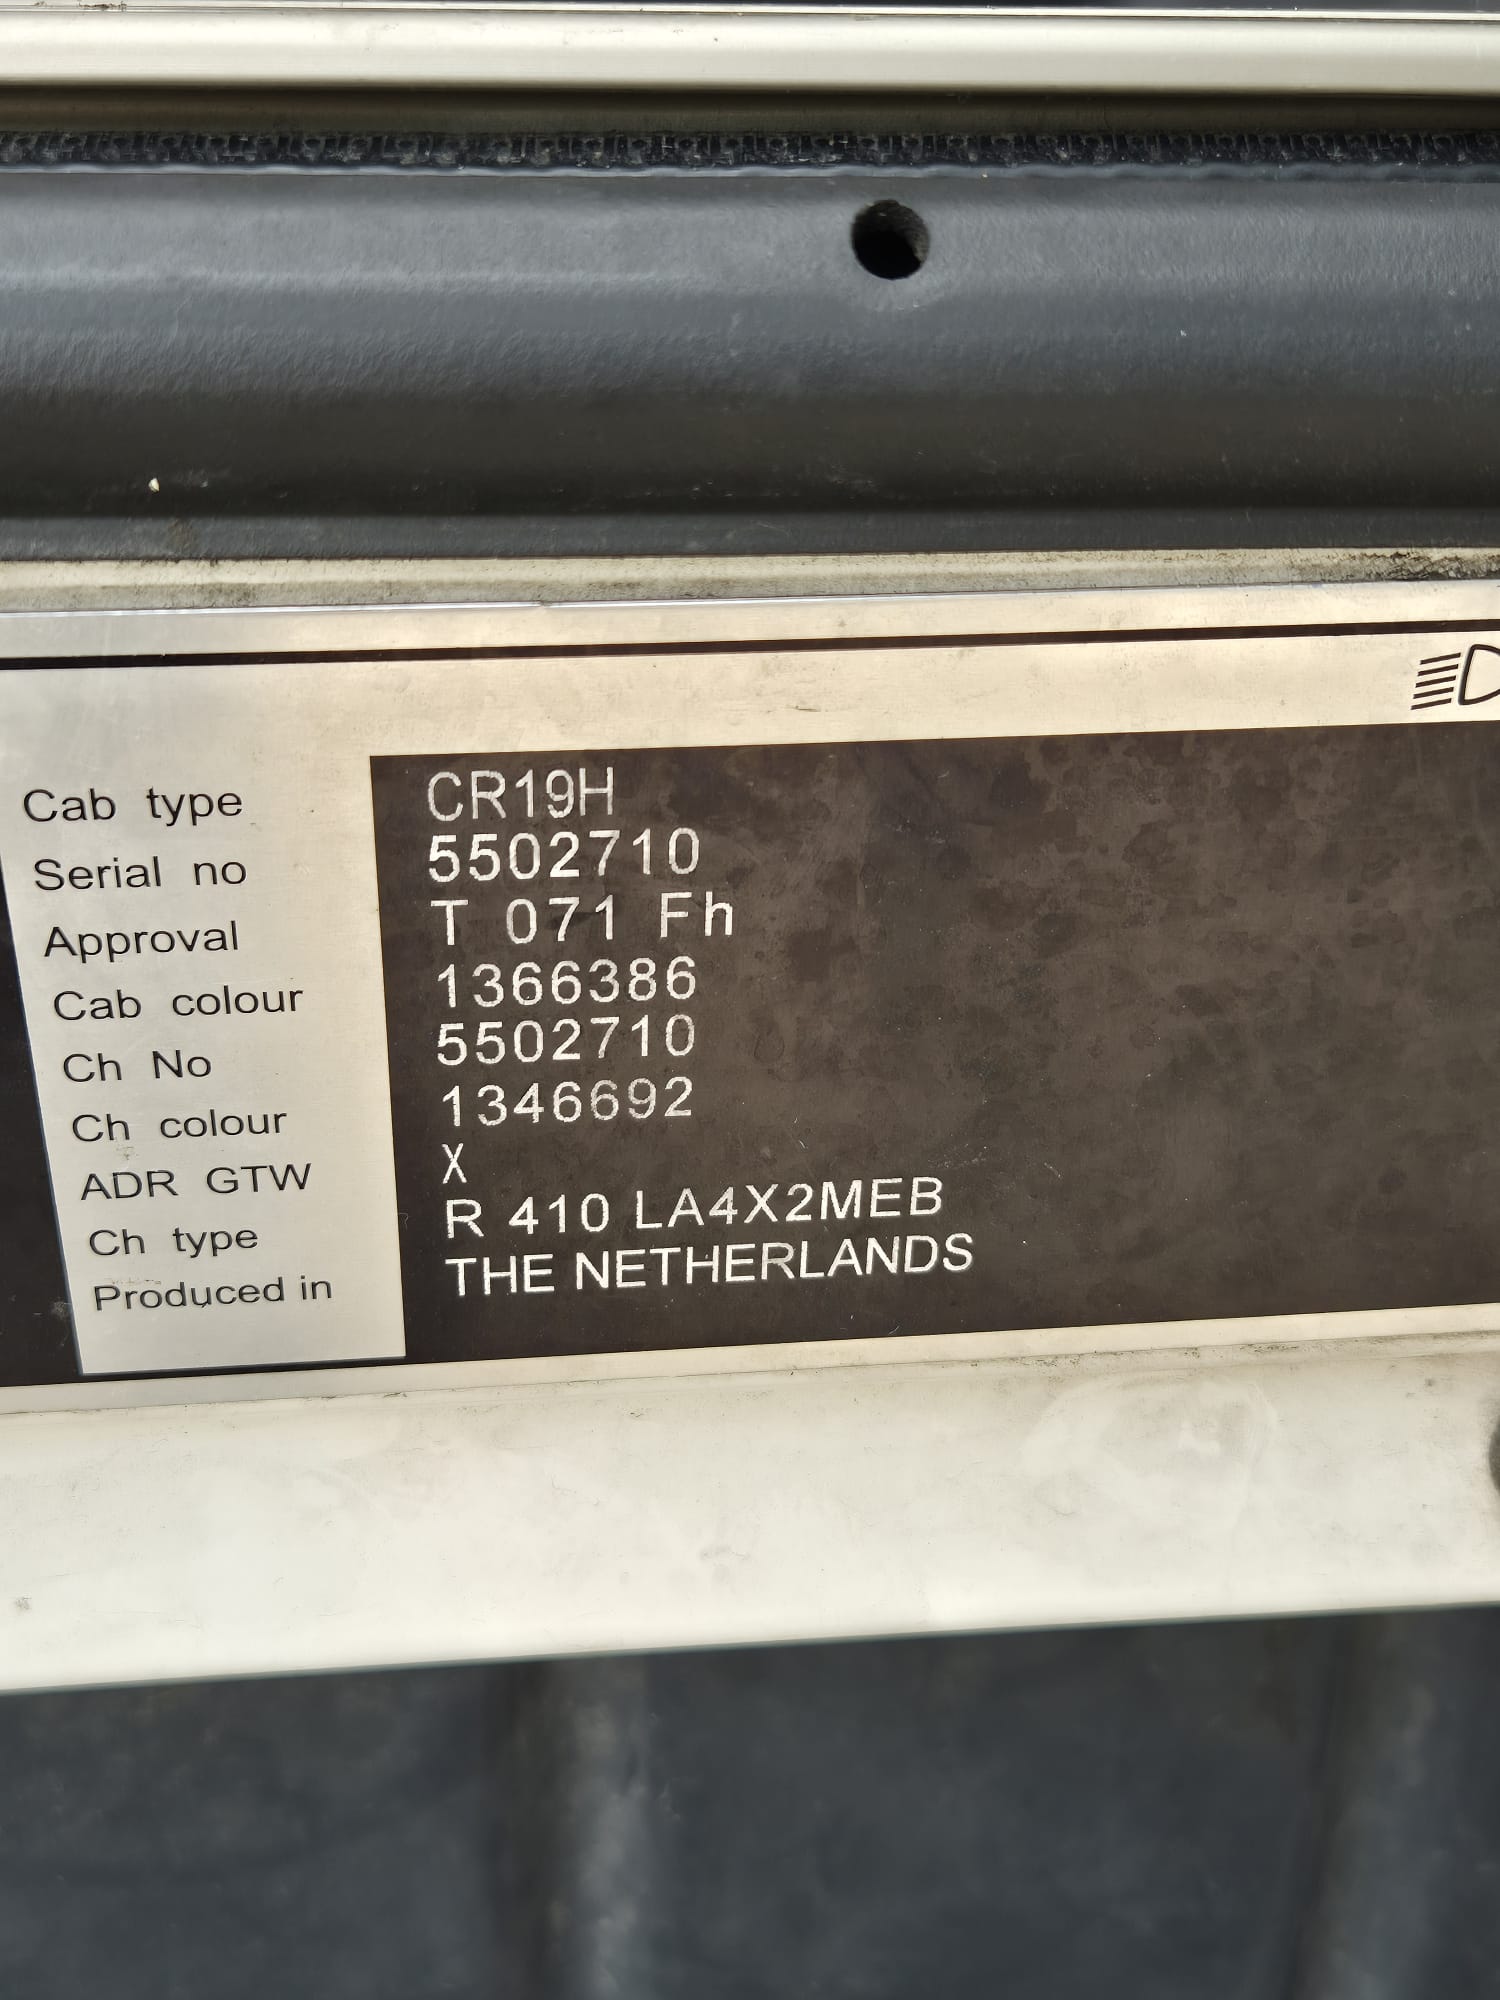 Cab type CR19H
Serial no 5502710
Approval T 071 Fh
Cab colour 1366386
Ch No 5502710
Ch colour 1346692
ADR GTW X
Ch type R 410 LA4X2MEB
Produced in THE NETHERLANDS